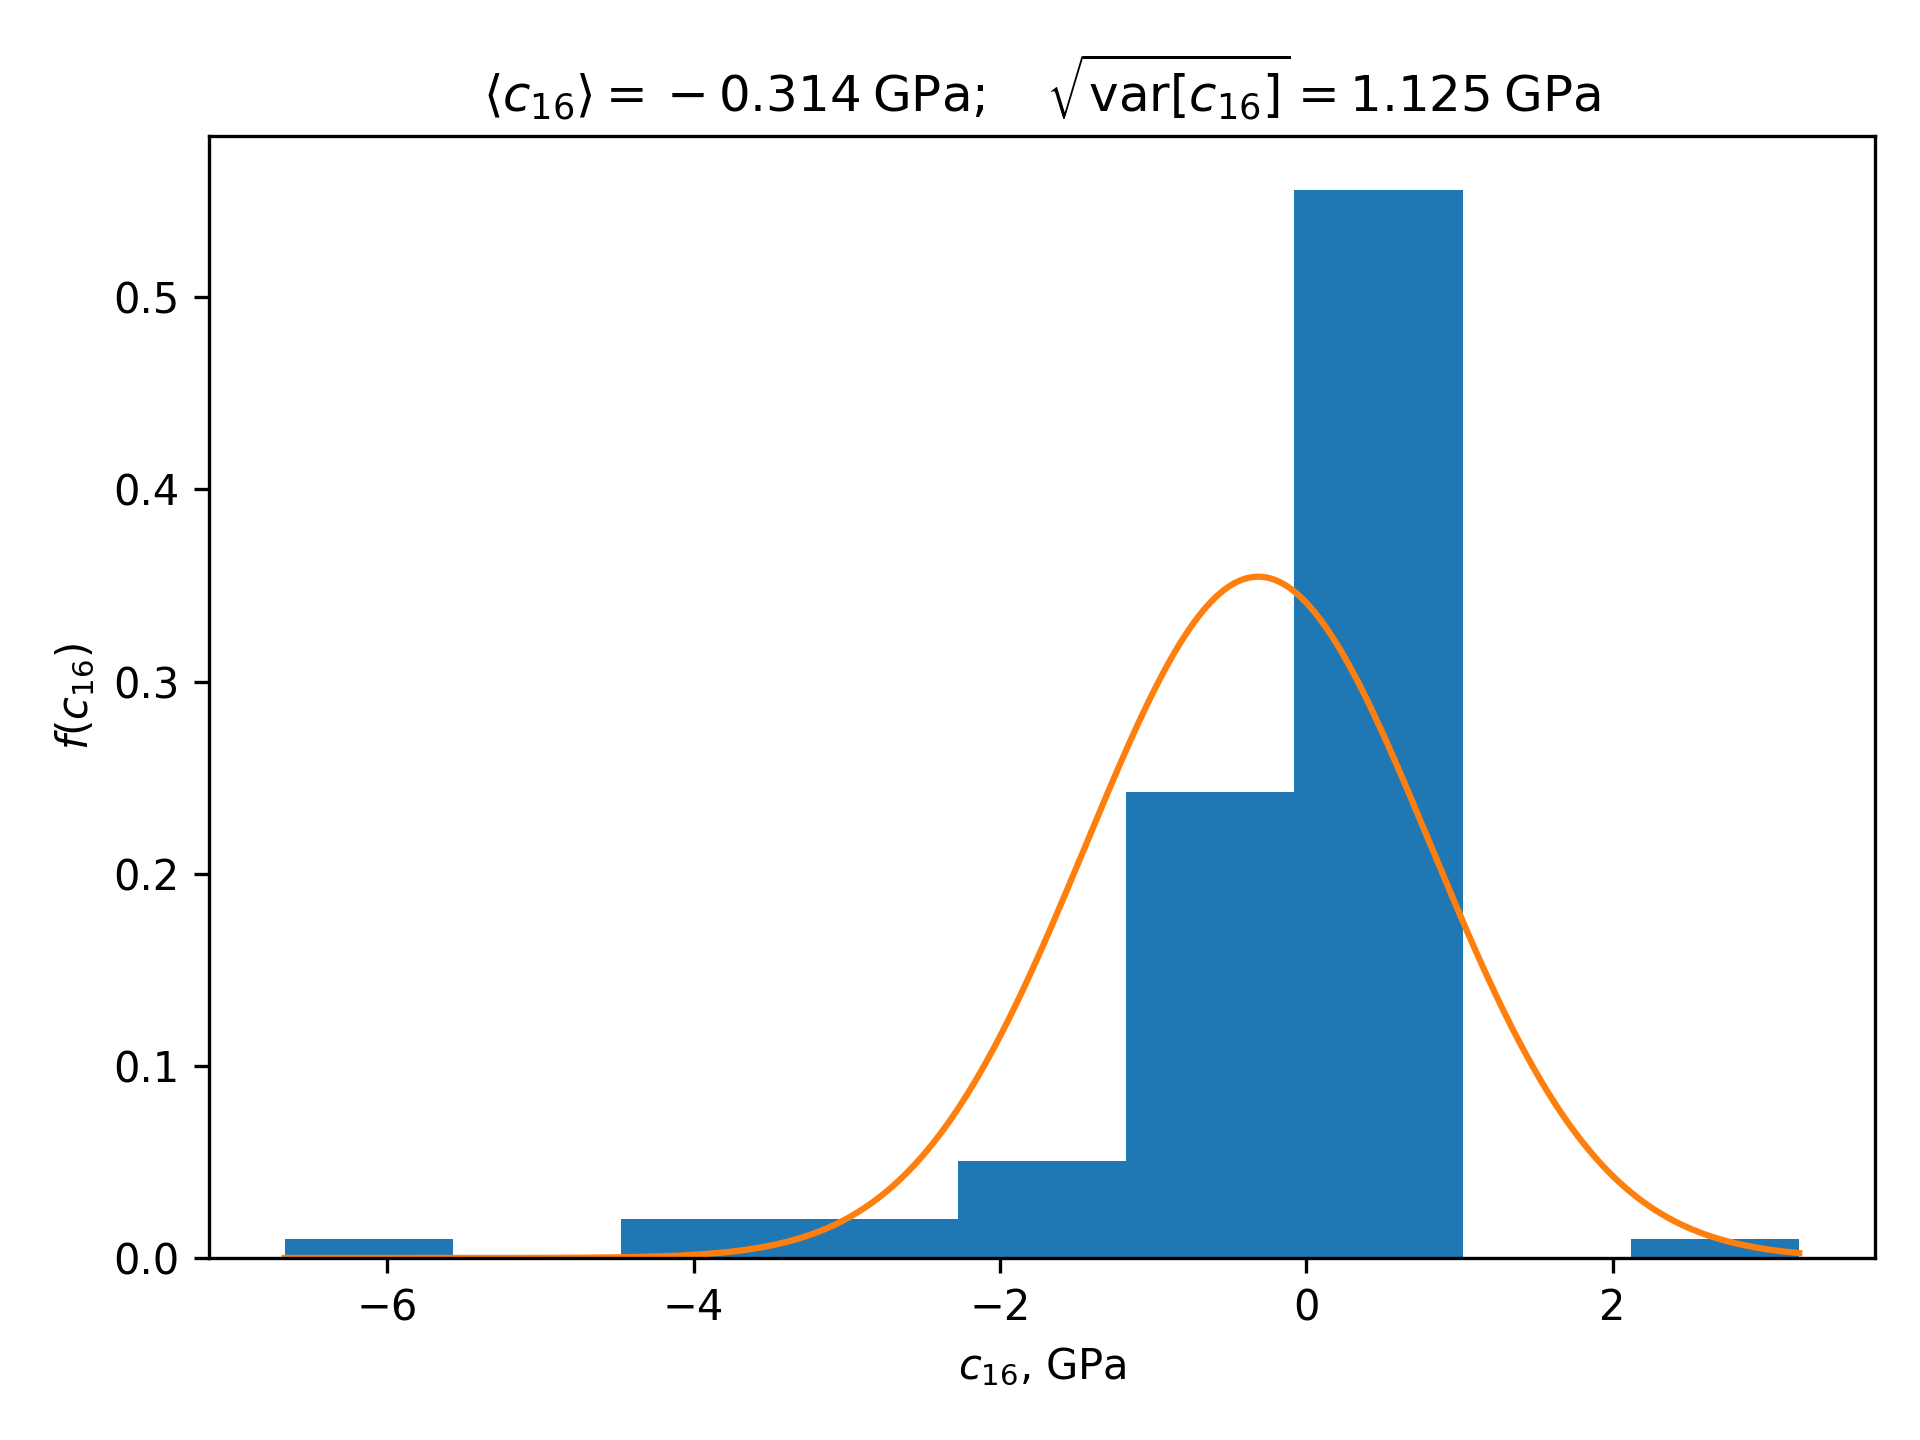 ⟨c₁₆⟩ = − 0.314 GPa; √var[c₁₆] = 1.125 GPa
f(c₁₆)
0.5
0.4
0.3
0.2
0.1
0.0
−6 −4 −2 0 2
c₁₆, GPa